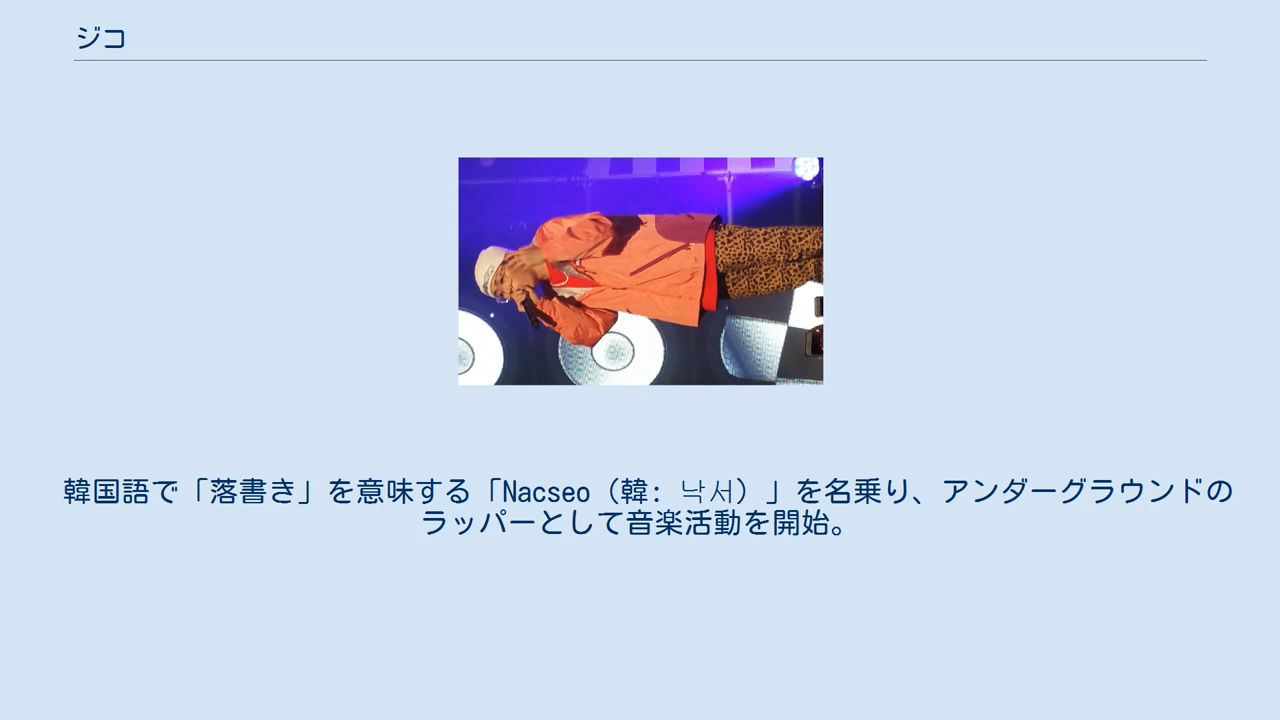 ジコ
韓国語で「落書き」を意味する「Nacseo（韓: 낙서）」を名乗り、アンダーグラウンドの
ラッパーとして音楽活動を開始。